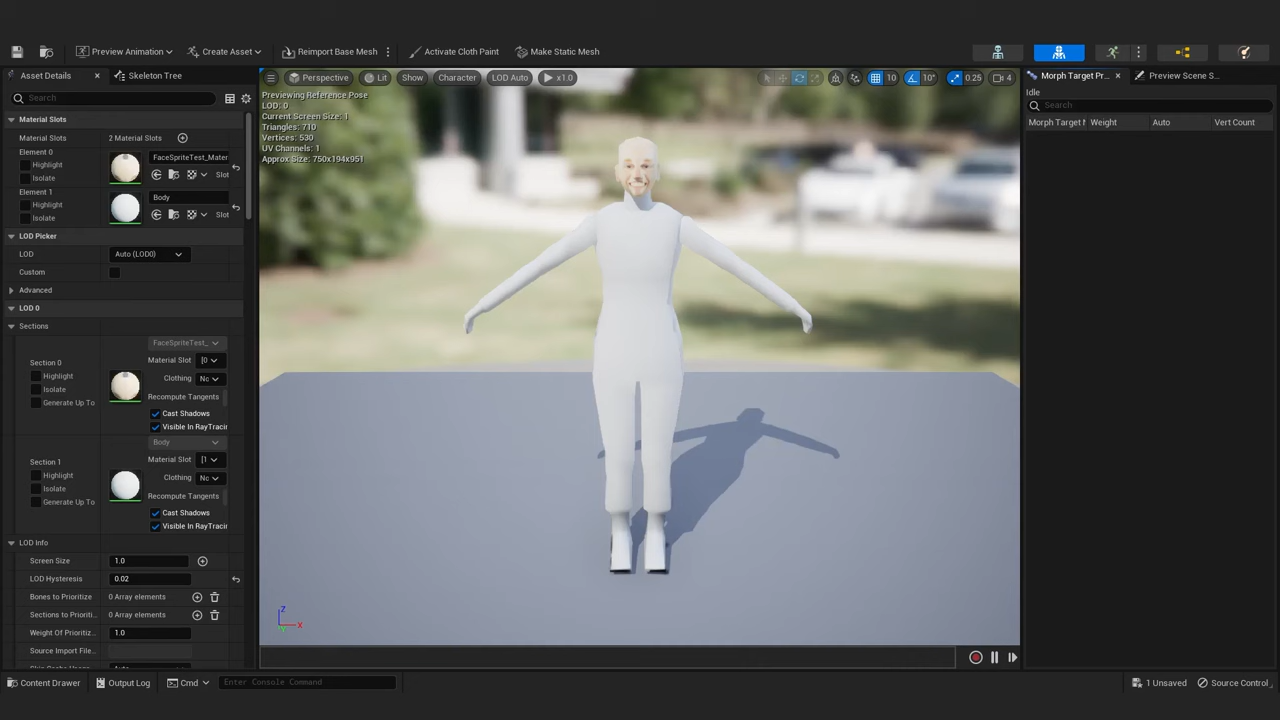 Preview Animation
Create Asset
Reimport Base Mesh
Activate Cloth Paint
Make Static Mesh
Asset Details
Skeleton Tree
Search
Material Slots
Material Slots
2 Material Slots
Element 0
Highlight
Isolate
FaceSpriteTest_Mater
Slot
Element 1
Highlight
Isolate
Body
Slot
LOD Picker
LOD
Auto (LOD0)
Custom
Advanced
LOD 0
Sections
Section 0
Highlight
Isolate
Generate Up To
FaceSpriteTest_
Material Slot
[0
Clothing
Nc
Recompute Tangents
Cast Shadows
Visible In RayTracin
Section 1
Highlight
Isolate
Generate Up To
Body
Material Slot
[1
Clothing
Nc
Recompute Tangents
Cast Shadows
Visible In RayTracin
LOD Info
Screen Size
1.0
LOD Hysteresis
0.02
Bones to Prioritize
0 Array elements
Sections to Prioriti...
0 Array elements
Weight Of Prioritiz...
1.0
Source Import File...
Perspective
Lit
Show
Character
LOD Auto
x1.0
10
10°
0.25
4
Previewing Reference Pose
LOD: 0
Current Screen Size: 1
Triangles: 710
Vertices: 530
UV Channels: 1
Approx Size: 750x194x951
Z
X
Y
Morph Target Pr...
Preview Scene S...
Idle
Search
Morph Target N
Weight
Auto
Vert Count
Content Drawer
Output Log
Cmd
Enter Console Command
1 Unsaved
Source Control